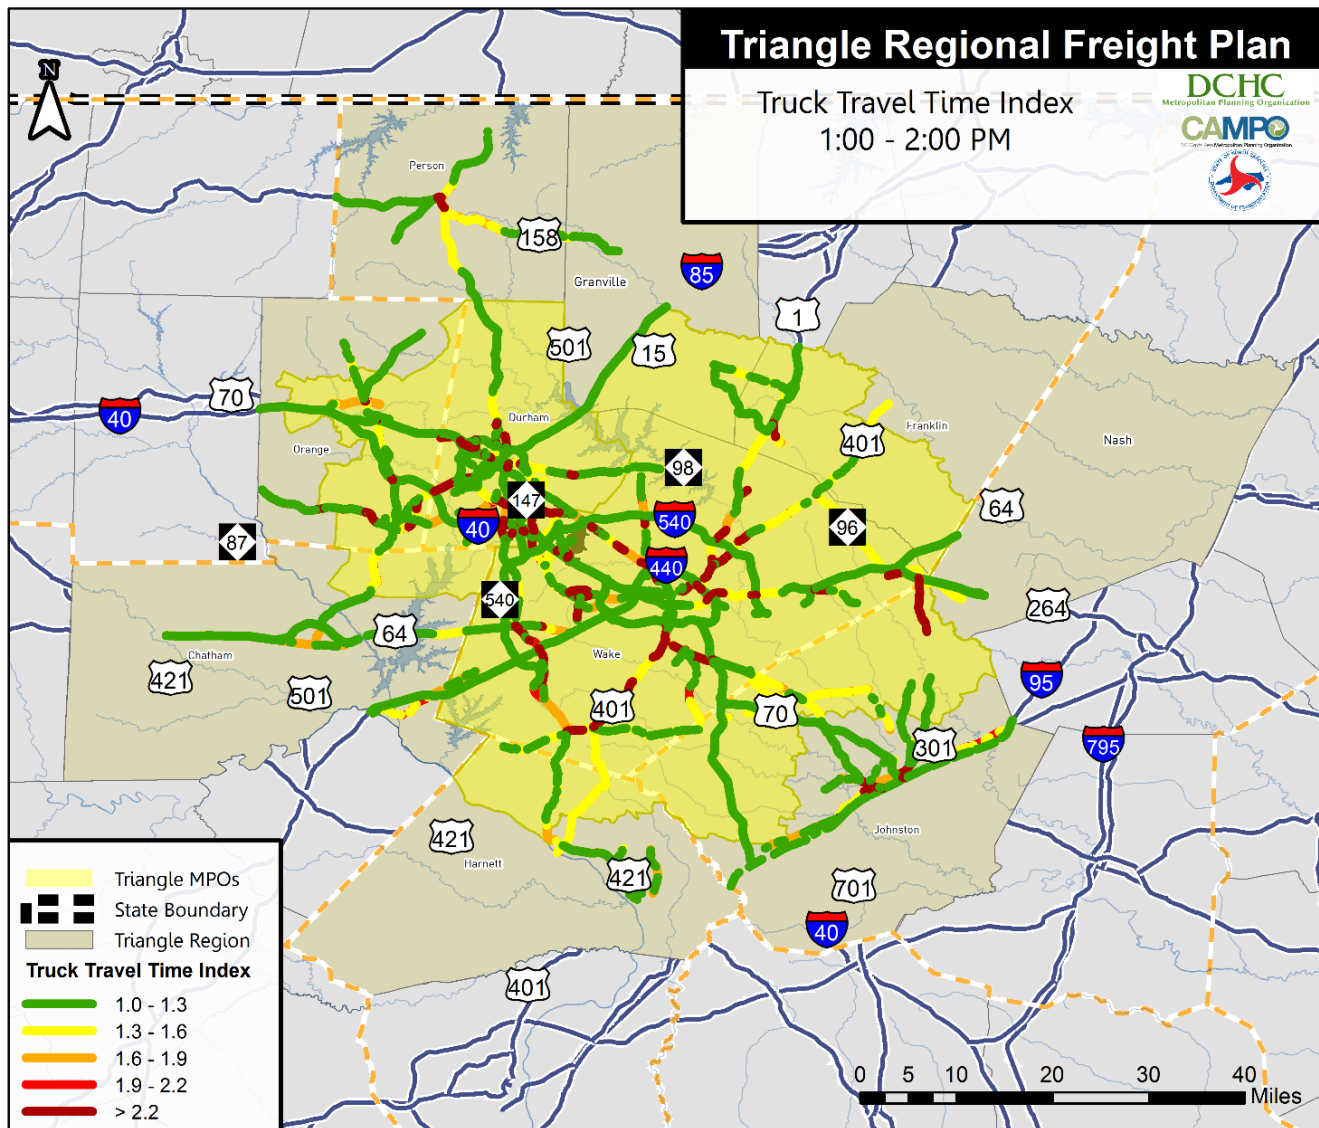 Triangle Regional Freight Plan
Truck Travel Time Index
1:00 - 2:00 PM
DCHC
Metropolitan Planning Organization
CAMPO
N
Person
158
Granville
85
1
501
15
70
40
Durham
Franklin
401
Nash
Orange
98
147
64
40
540
96
87
440
540
264
64
Wake
Chatham
421
501
95
401
70
301
795
421
Johnston
Harnett
421
701
40
401
Triangle MPOs
State Boundary
Triangle Region
Truck Travel Time Index
1.0 - 1.3
1.3 - 1.6
1.6 - 1.9
1.9 - 2.2
> 2.2
0 5 10 20 30 40
Miles